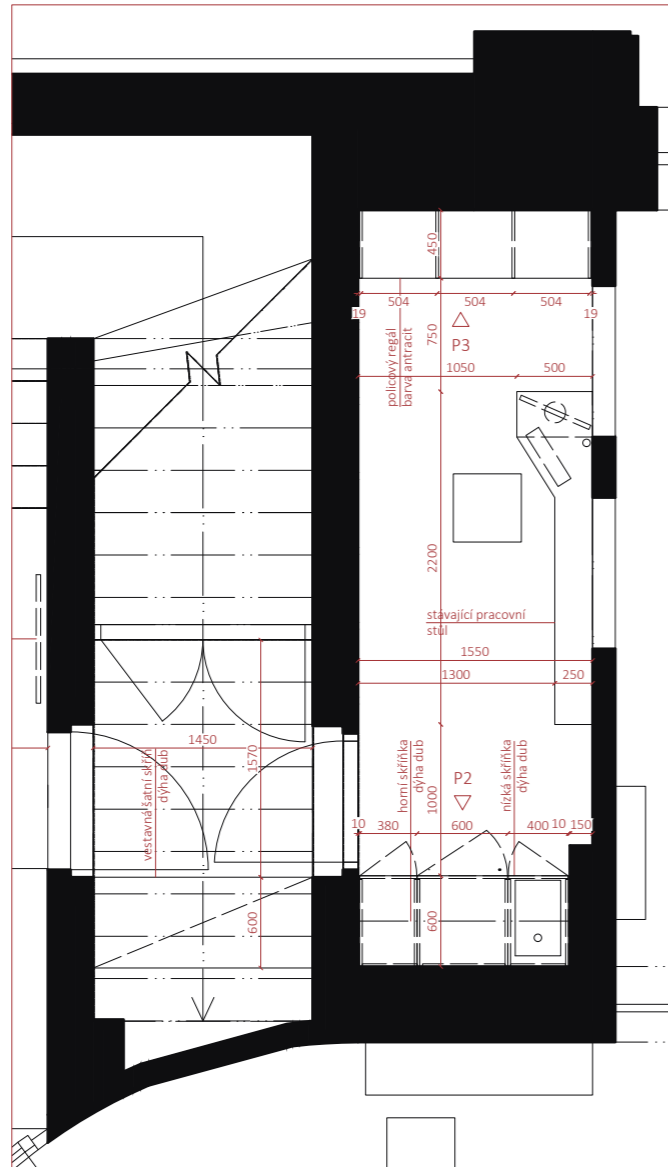 450
504
504
504
19
19
750
P3
policový regál
barva antracit
1050
500
2200
stávající pracovní
stůl
1550
1300
250
1450
1570
vestavná šatní skříň
dýha dub
horní skříňka
dýha dub
P2
nízká skříňka
dýha dub
1000
10
380
600
400
10
150
600
600